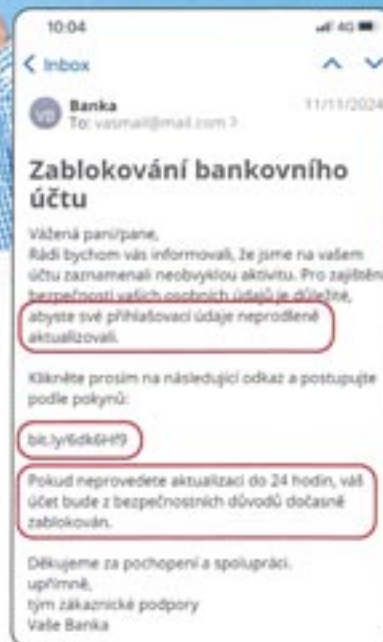 10:04
4G
Inbox
VB
Banka
11/11/2024
To: vasmail@mail.com
Zablokování bankovního
účtu
Vážená paní/pane,
Rádi bychom vás informovali, že jsme na vašem
účtu zaznamenali neobvyklou aktivitu. Pro zajištění
bezpečnosti vašich osobních údajů je důležité,
abyste své přihlašovací údaje neprodleně
aktualizovali.
Klikněte prosím na následující odkaz a postupujte
podle pokynů:
bit.ly/6dk6Hf9
Pokud neprovedete aktualizaci do 24 hodin, váš
účet bude z bezpečnostních důvodů dočasně
zablokován.
Děkujeme za pochopení a spolupráci.
upřímně,
tým zákaznické podpory
Vaše Banka